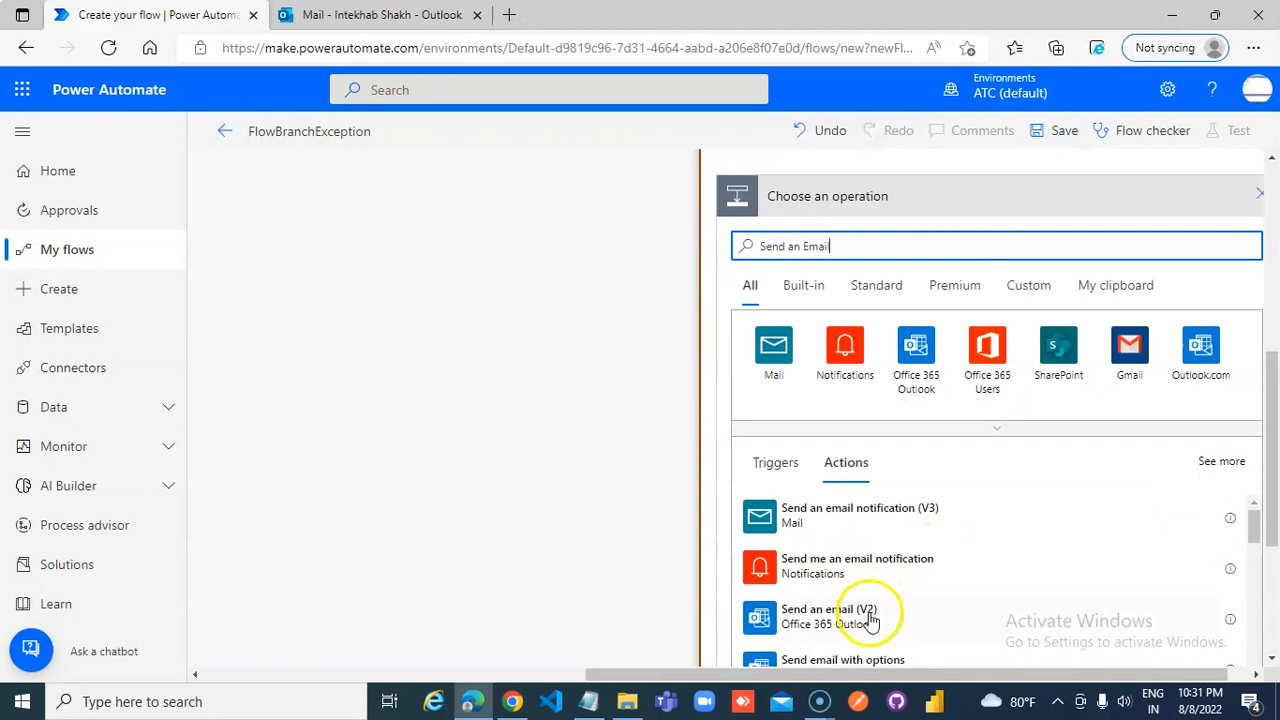 Create your flow | Power Automa
Mail - Intekhab Shakh - Outlook
https://make.powerautomate.com/environments/Default-d9819c96-7d31-4664-aabd-a206e8f07e0d/flows/new?newFl...
Not syncing
Power Automate
Search
Environments
ATC (default)
FlowBranchException
Undo
Redo
Comments
Save
Flow checker
Test
Home
Approvals
My flows
Create
Templates
Connectors
Data
Monitor
AI Builder
Process advisor
Solutions
Learn
Ask a chatbot
Choose an operation
Send an Email
All
Built-in
Standard
Premium
Custom
My clipboard
Mail
Notifications
Office 365
Outlook
Office 365
Users
SharePoint
Gmail
Outlook.com
Triggers
Actions
See more
Send an email notification (V3)
Mail
Send me an email notification
Notifications
Send an email (V2)
Office 365 Outlook
Send email with options
Activate Windows
Go to Settings to activate Windows.
Type here to search
80°F
ENG
IN
10:31 PM
8/8/2022
4